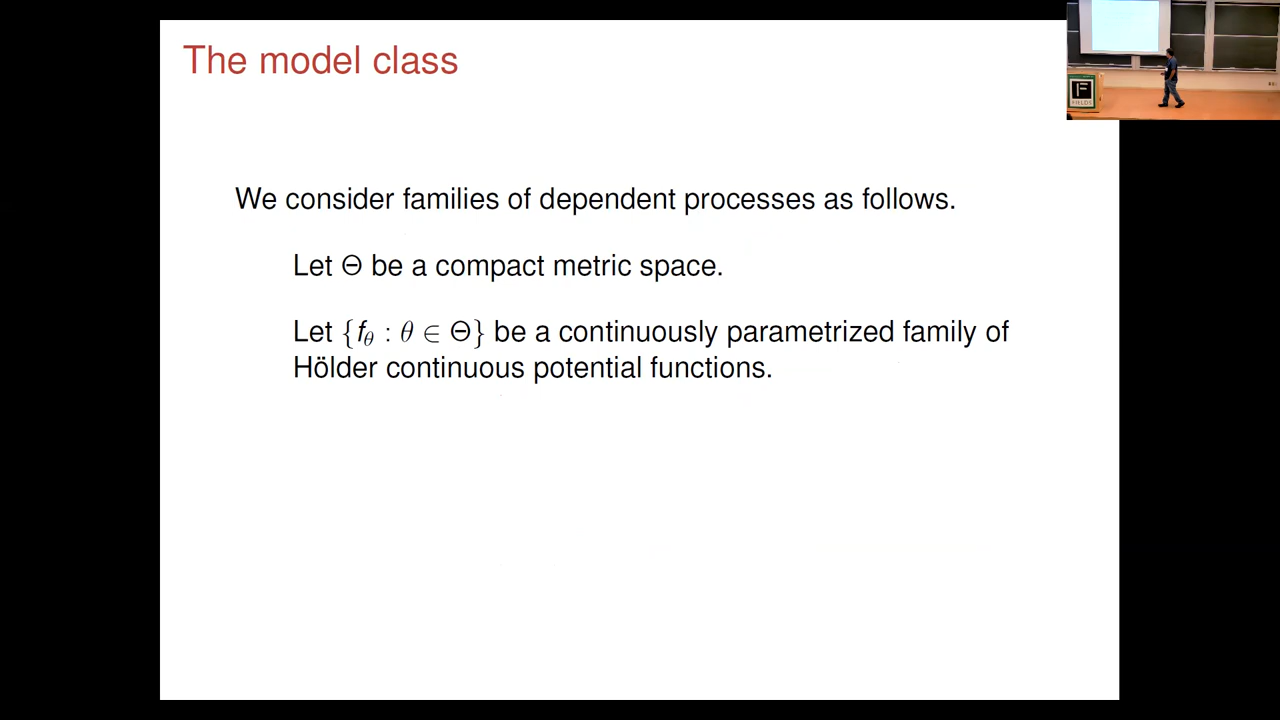 The model class
We consider families of dependent processes as follows.
Let Θ be a compact metric space.
Let {f_θ : θ ∈ Θ} be a continuously parametrized family of
Hölder continuous potential functions.
FIELDS